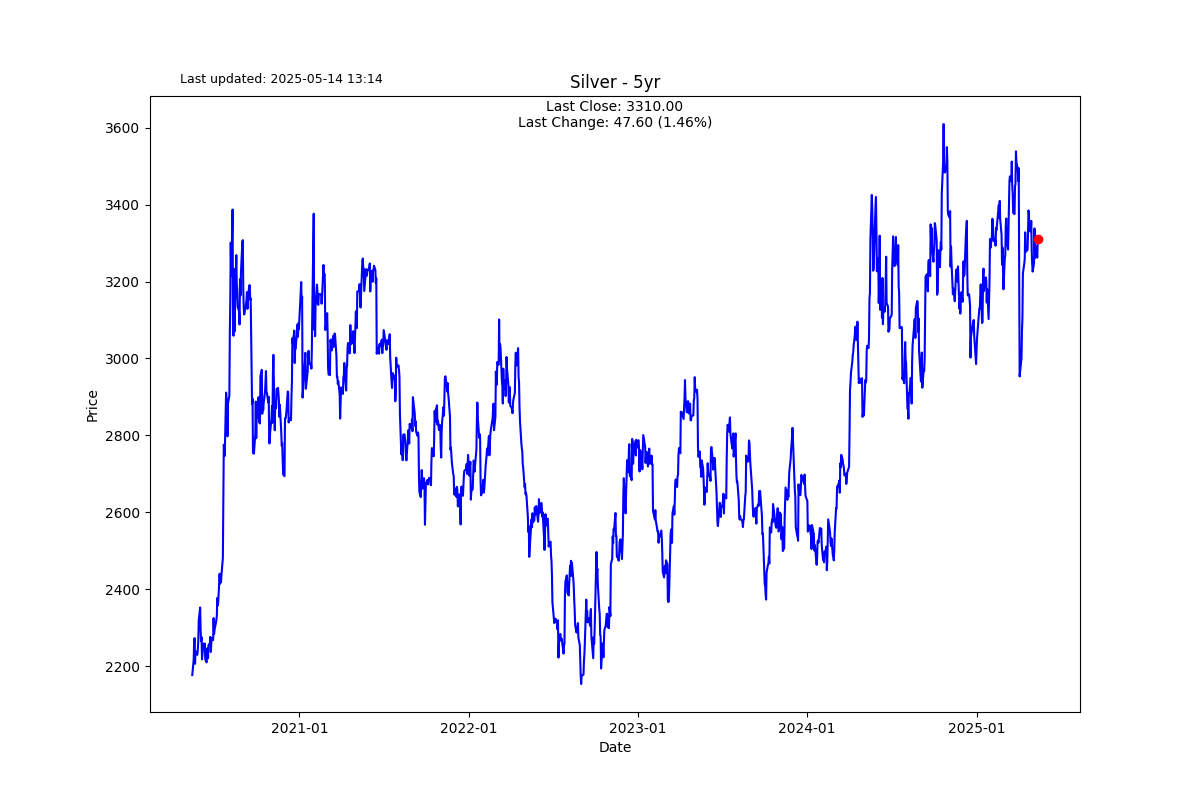 Last updated: 2025-05-14 13:14
Silver - 5yr
Last Close: 3310.00
Last Change: 47.60 (1.46%)
3600
3400
3200
3000
2800
2600
2400
2200
Price
2021-01
2022-01
2023-01
2024-01
2025-01
Date